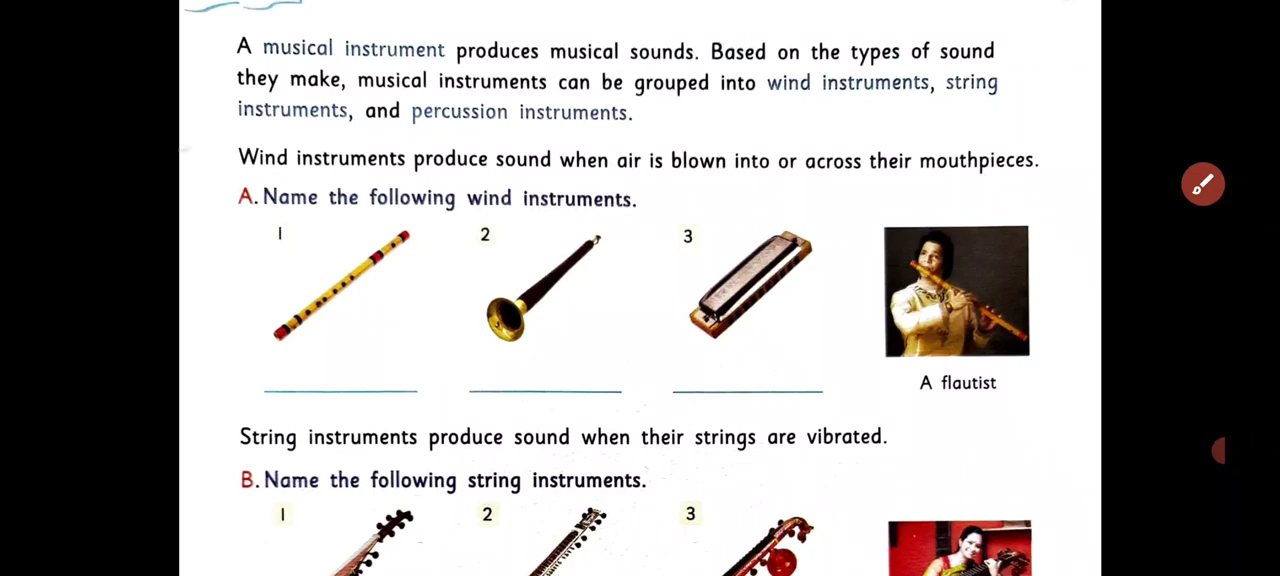 A musical instrument produces musical sounds. Based on the types of sound
they make, musical instruments can be grouped into wind instruments, string
instruments, and percussion instruments.
Wind instruments produce sound when air is blown into or across their mouthpieces.
A. Name the following wind instruments.
1 2 3
A flautist
String instruments produce sound when their strings are vibrated.
B. Name the following string instruments.
1 2 3